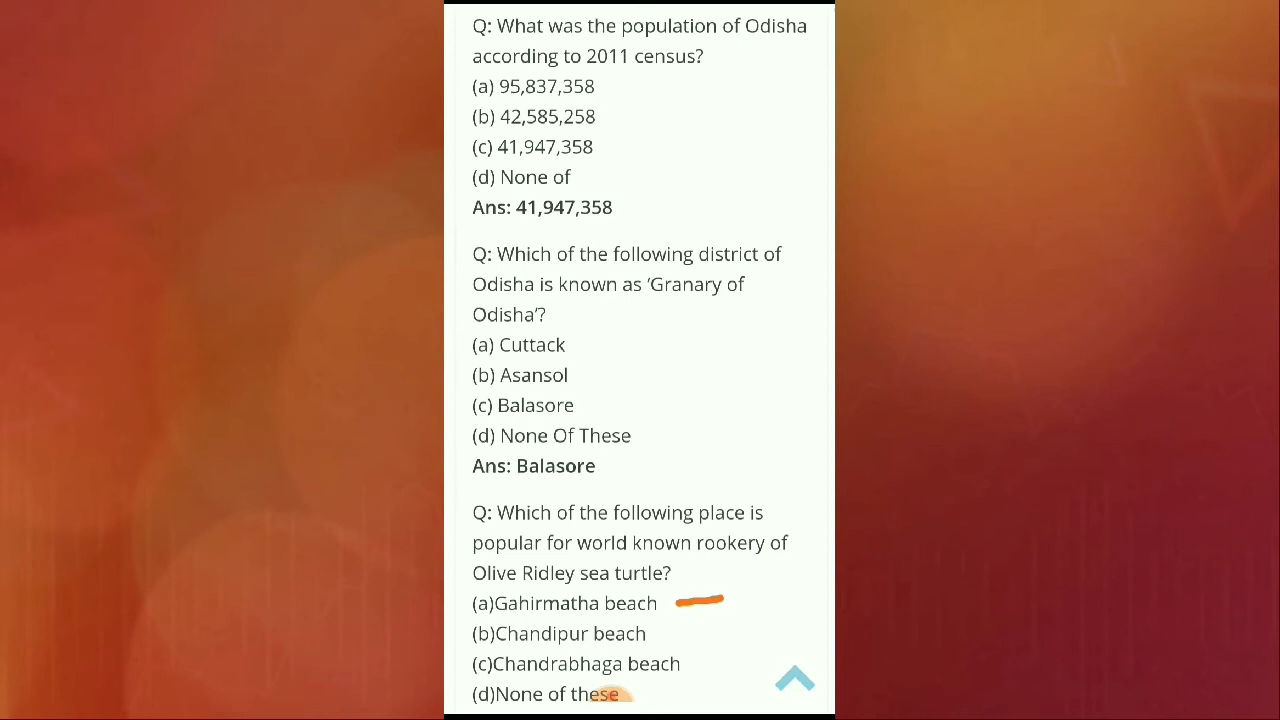 Q: What was the population of Odisha
according to 2011 census?
(a) 95,837,358
(b) 42,585,258
(c) 41,947,358
(d) None of
Ans: 41,947,358
Q: Which of the following district of
Odisha is known as ‘Granary of
Odisha’?
(a) Cuttack
(b) Asansol
(c) Balasore
(d) None Of These
Ans: Balasore
Q: Which of the following place is
popular for world known rookery of
Olive Ridley sea turtle?
(a)Gahirmatha beach
(b)Chandipur beach
(c)Chandrabhaga beach
(d)None of these